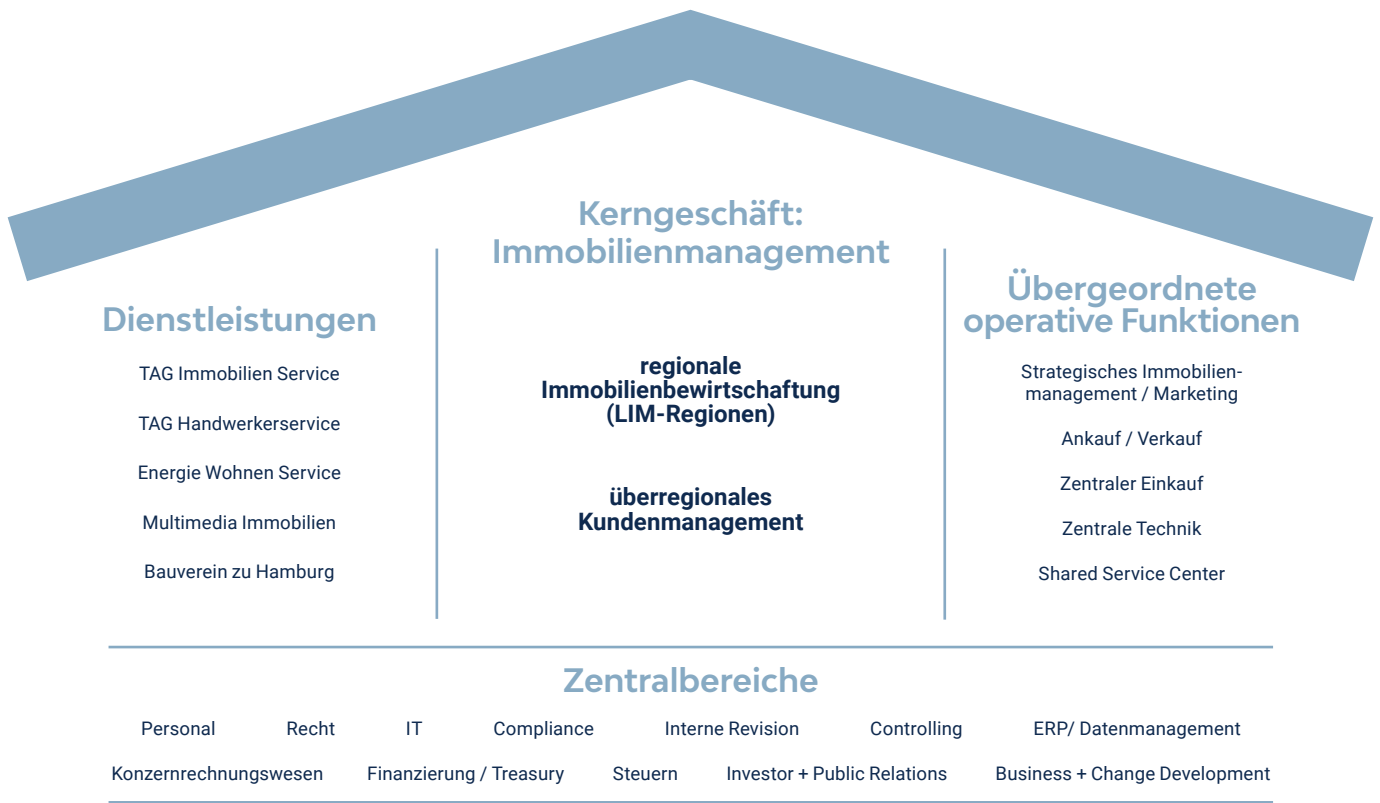 Kerngeschäft:
Immobilienmanagement
Dienstleistungen
TAG Immobilien Service
TAG Handwerkerservice
Energie Wohnen Service
Multimedia Immobilien
Bauverein zu Hamburg
regionale
Immobilienbewirtschaftung
(LIM-Regionen)
überregionales
Kundenmanagement
Übergeordnete
operative Funktionen
Strategisches Immobilien-
management / Marketing
Ankauf / Verkauf
Zentraler Einkauf
Zentrale Technik
Shared Service Center
Zentralbereiche
Personal Recht IT Compliance Interne Revision Controlling ERP/ Datenmanagement
Konzernrechnungswesen Finanzierung / Treasury Steuern Investor + Public Relations Business + Change Development